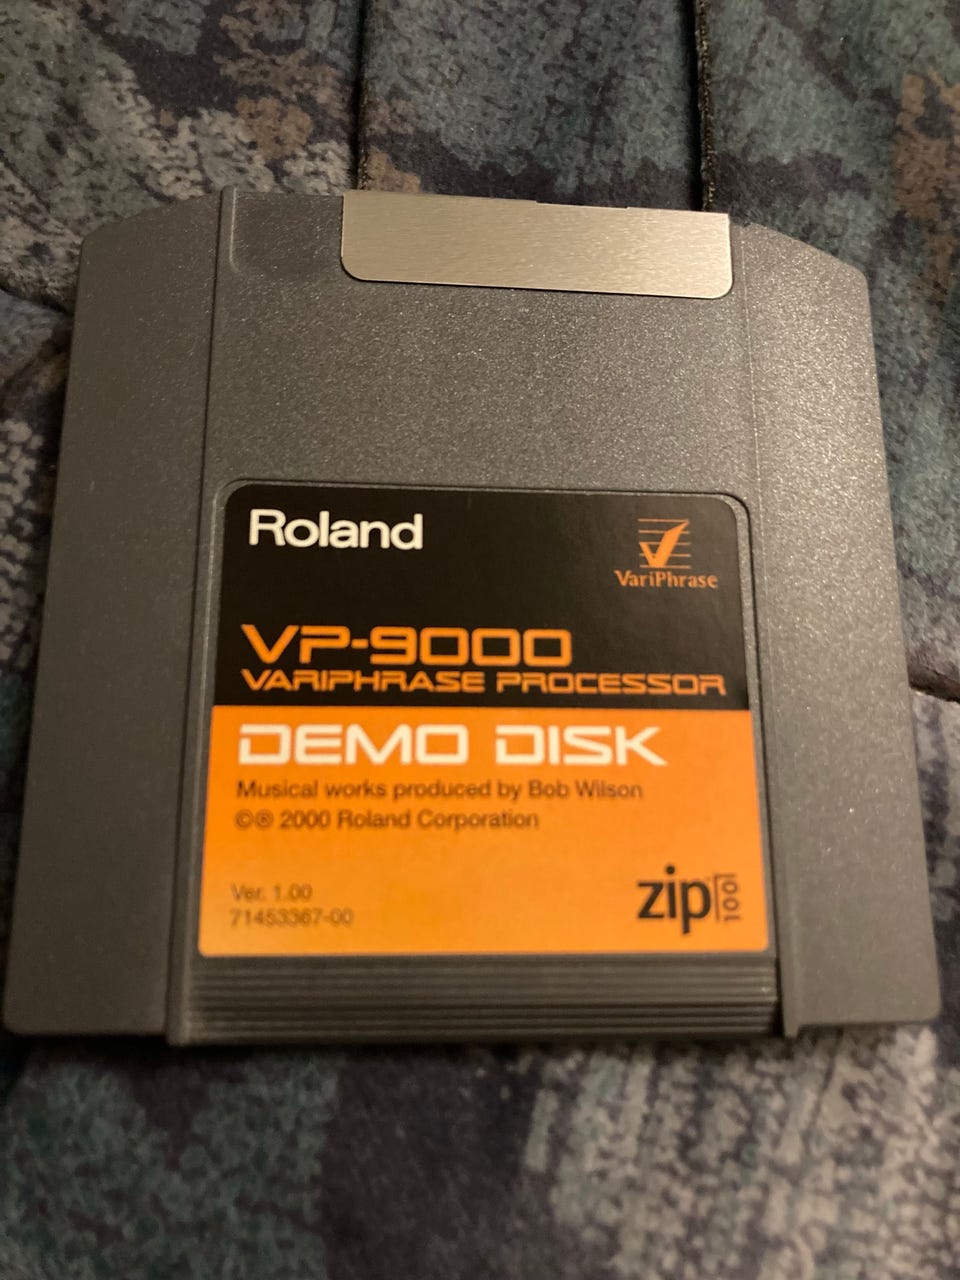 Roland
VariPhrase
VP-9000
VARIPHRASE PROCESSOR
DEMO DISK
Musical works produced by Bob Wilson
©℗ 2000 Roland Corporation
Ver. 1.00
71453367-00
zip 100